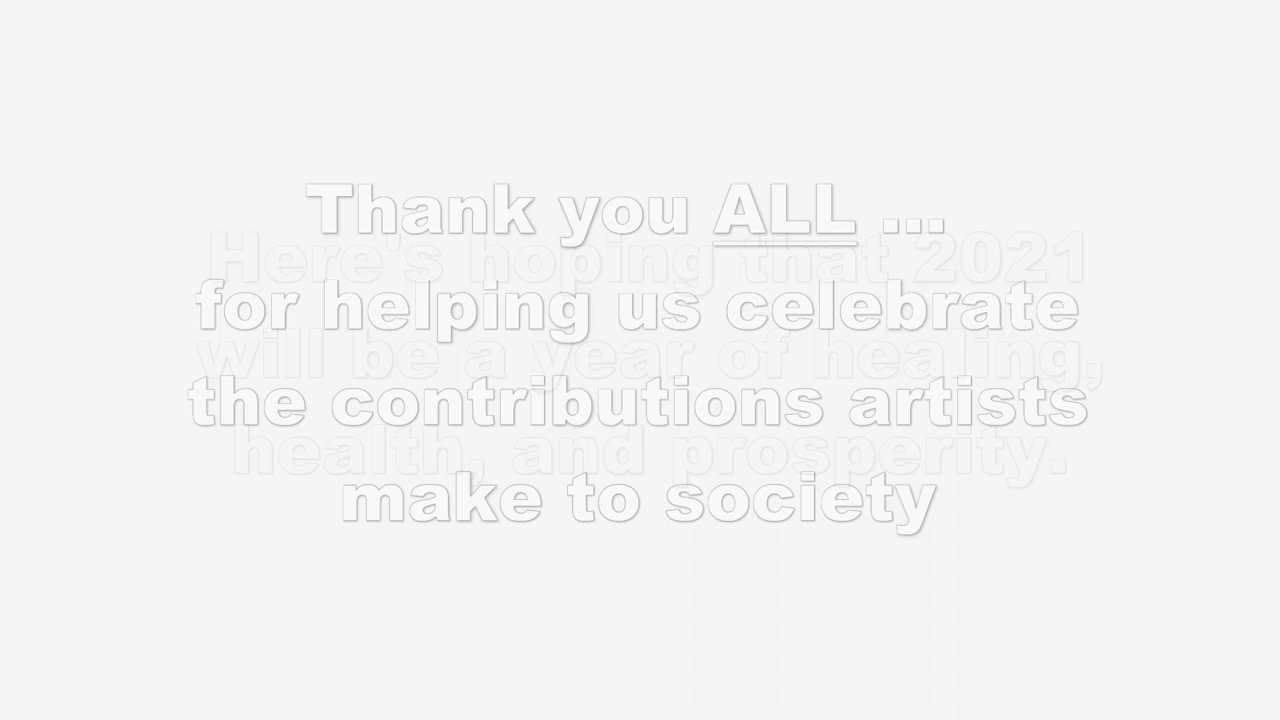 Thank you ALL ...
for helping us celebrate
the contributions artists
make to society
Here's hoping that 2021
will be a year of healing,
health, and prosperity.